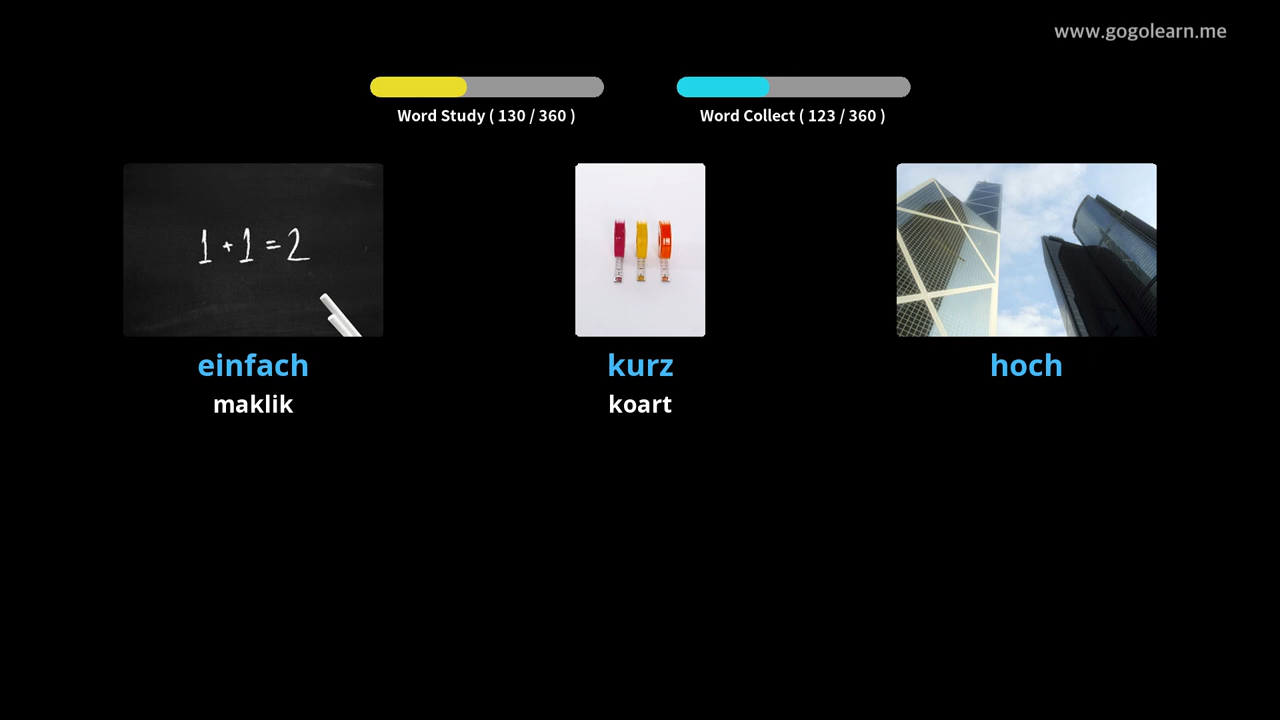 www.gogolearn.me
Word Study ( 130 / 360 )
Word Collect ( 123 / 360 )
1 + 1 = 2
einfach
kurz
hoch
maklik
koart